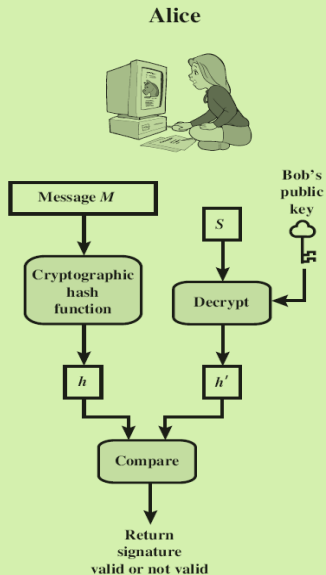 Alice
Bob's
public
key
Message M
S
Cryptographic
hash
function
Decrypt
h
h'
Compare
Return
signature
valid or not valid